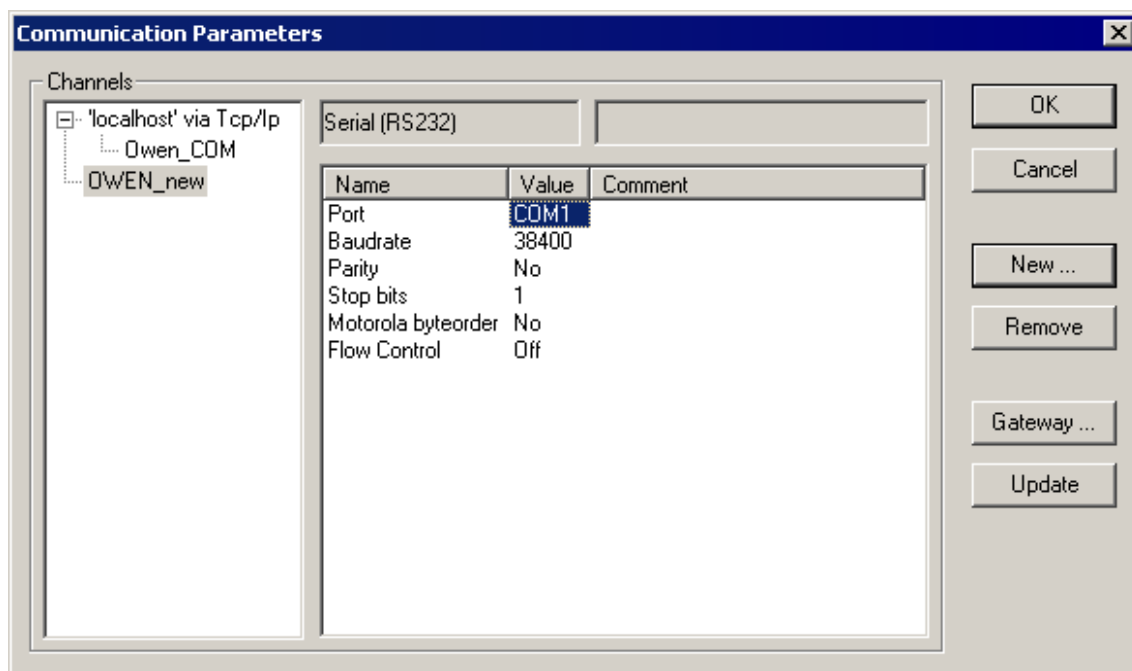 Communication Parameters
Channels
'localhost' via Tcp/Ip
Owen_COM
OWEN_new
Serial (RS232)
Name Value Comment
Port COM1
Baudrate 38400
Parity No
Stop bits 1
Motorola byteorder No
Flow Control Off
OK
Cancel
New ...
Remove
Gateway ...
Update